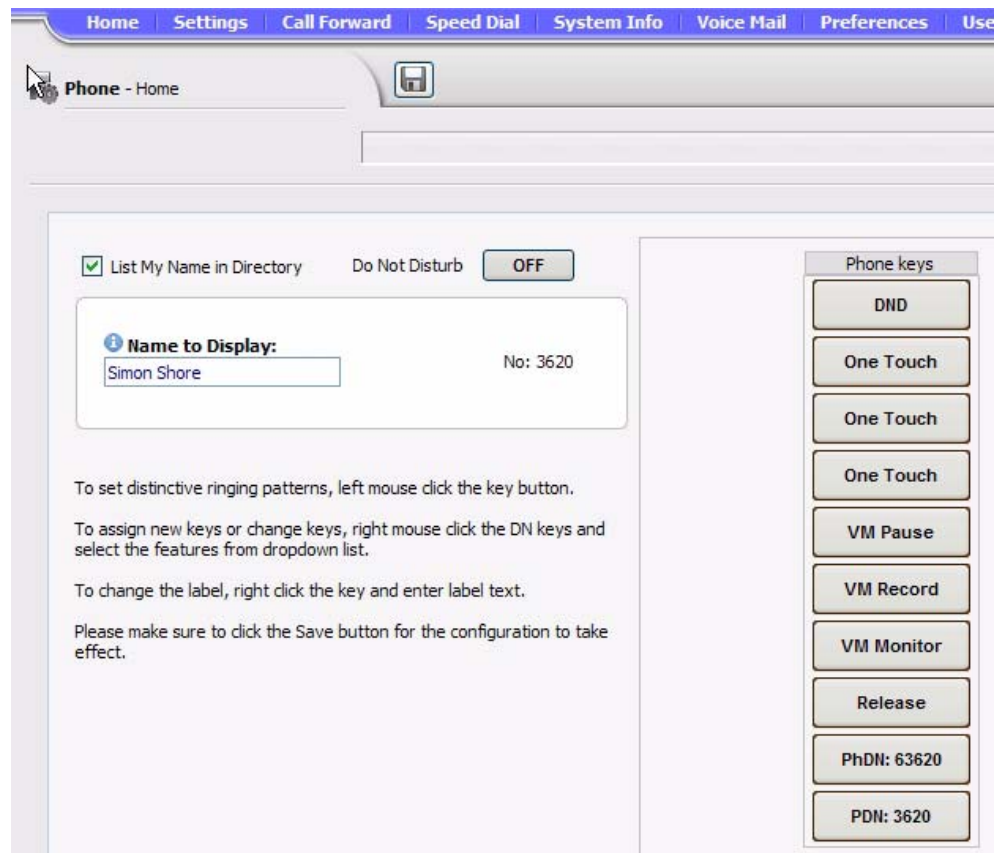 Home Settings Call Forward Speed Dial System Info Voice Mail Preferences Use
Phone - Home
List My Name in Directory Do Not Disturb OFF
Name to Display:
Simon Shore
No: 3620
To set distinctive ringing patterns, left mouse click the key button.
To assign new keys or change keys, right mouse click the DN keys and
select the features from dropdown list.
To change the label, right click the key and enter label text.
Please make sure to click the Save button for the configuration to take
effect.
Phone keys
DND
One Touch
One Touch
One Touch
VM Pause
VM Record
VM Monitor
Release
PhDN: 63620
PDN: 3620